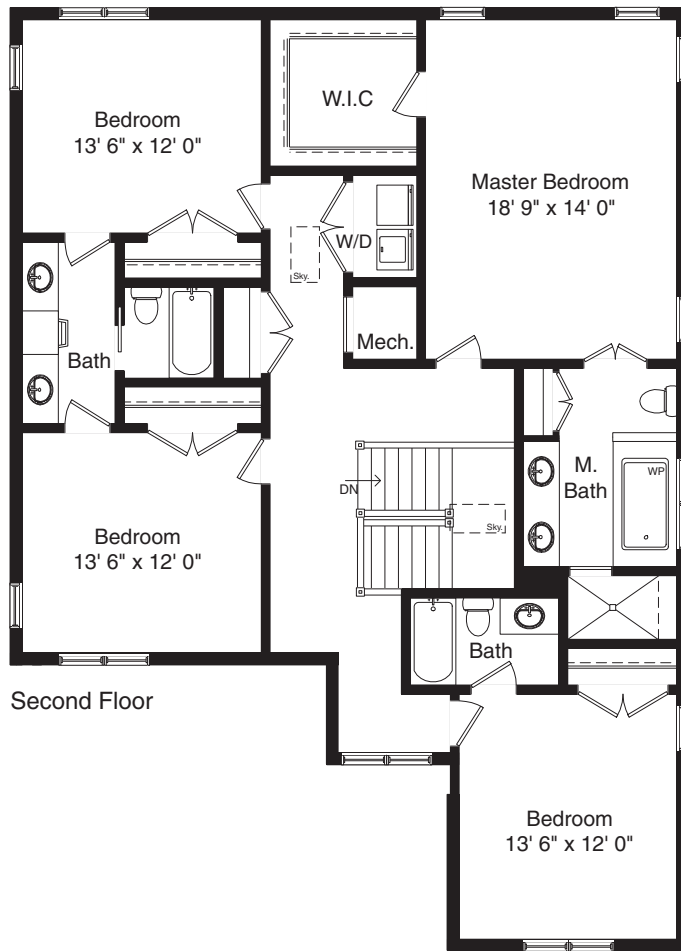 Bedroom
13' 6" x 12' 0"
W.I.C
Master Bedroom
18' 9" x 14' 0"
W/D
Sky.
Mech.
Bath
M.
Bath
WP
DN
Sky.
Bedroom
13' 6" x 12' 0"
Bath
Second Floor
Bedroom
13' 6" x 12' 0"